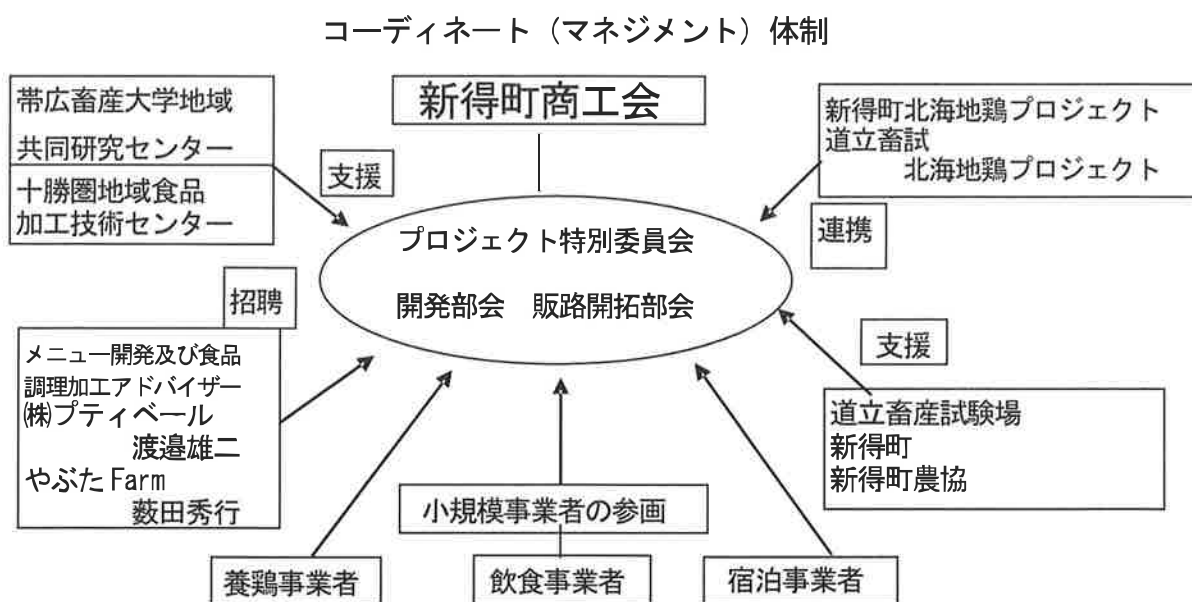 コーディネート（マネジメント）体制
新得町商工会
帯広畜産大学地域
共同研究センター
十勝圏地域食品
加工技術センター
支援
新得町北海地鶏プロジェクト
道立畜試
北海地鶏プロジェクト
連携
プロジェクト特別委員会
開発部会　販路開拓部会
招聘
メニュー開発及び食品
調理加工アドバイザー
㈱プティベール
渡邉雄二
やぶたFarm
薮田秀行
支援
道立畜産試験場
新得町
新得町農協
小規模事業者の参画
養鶏事業者
飲食事業者
宿泊事業者